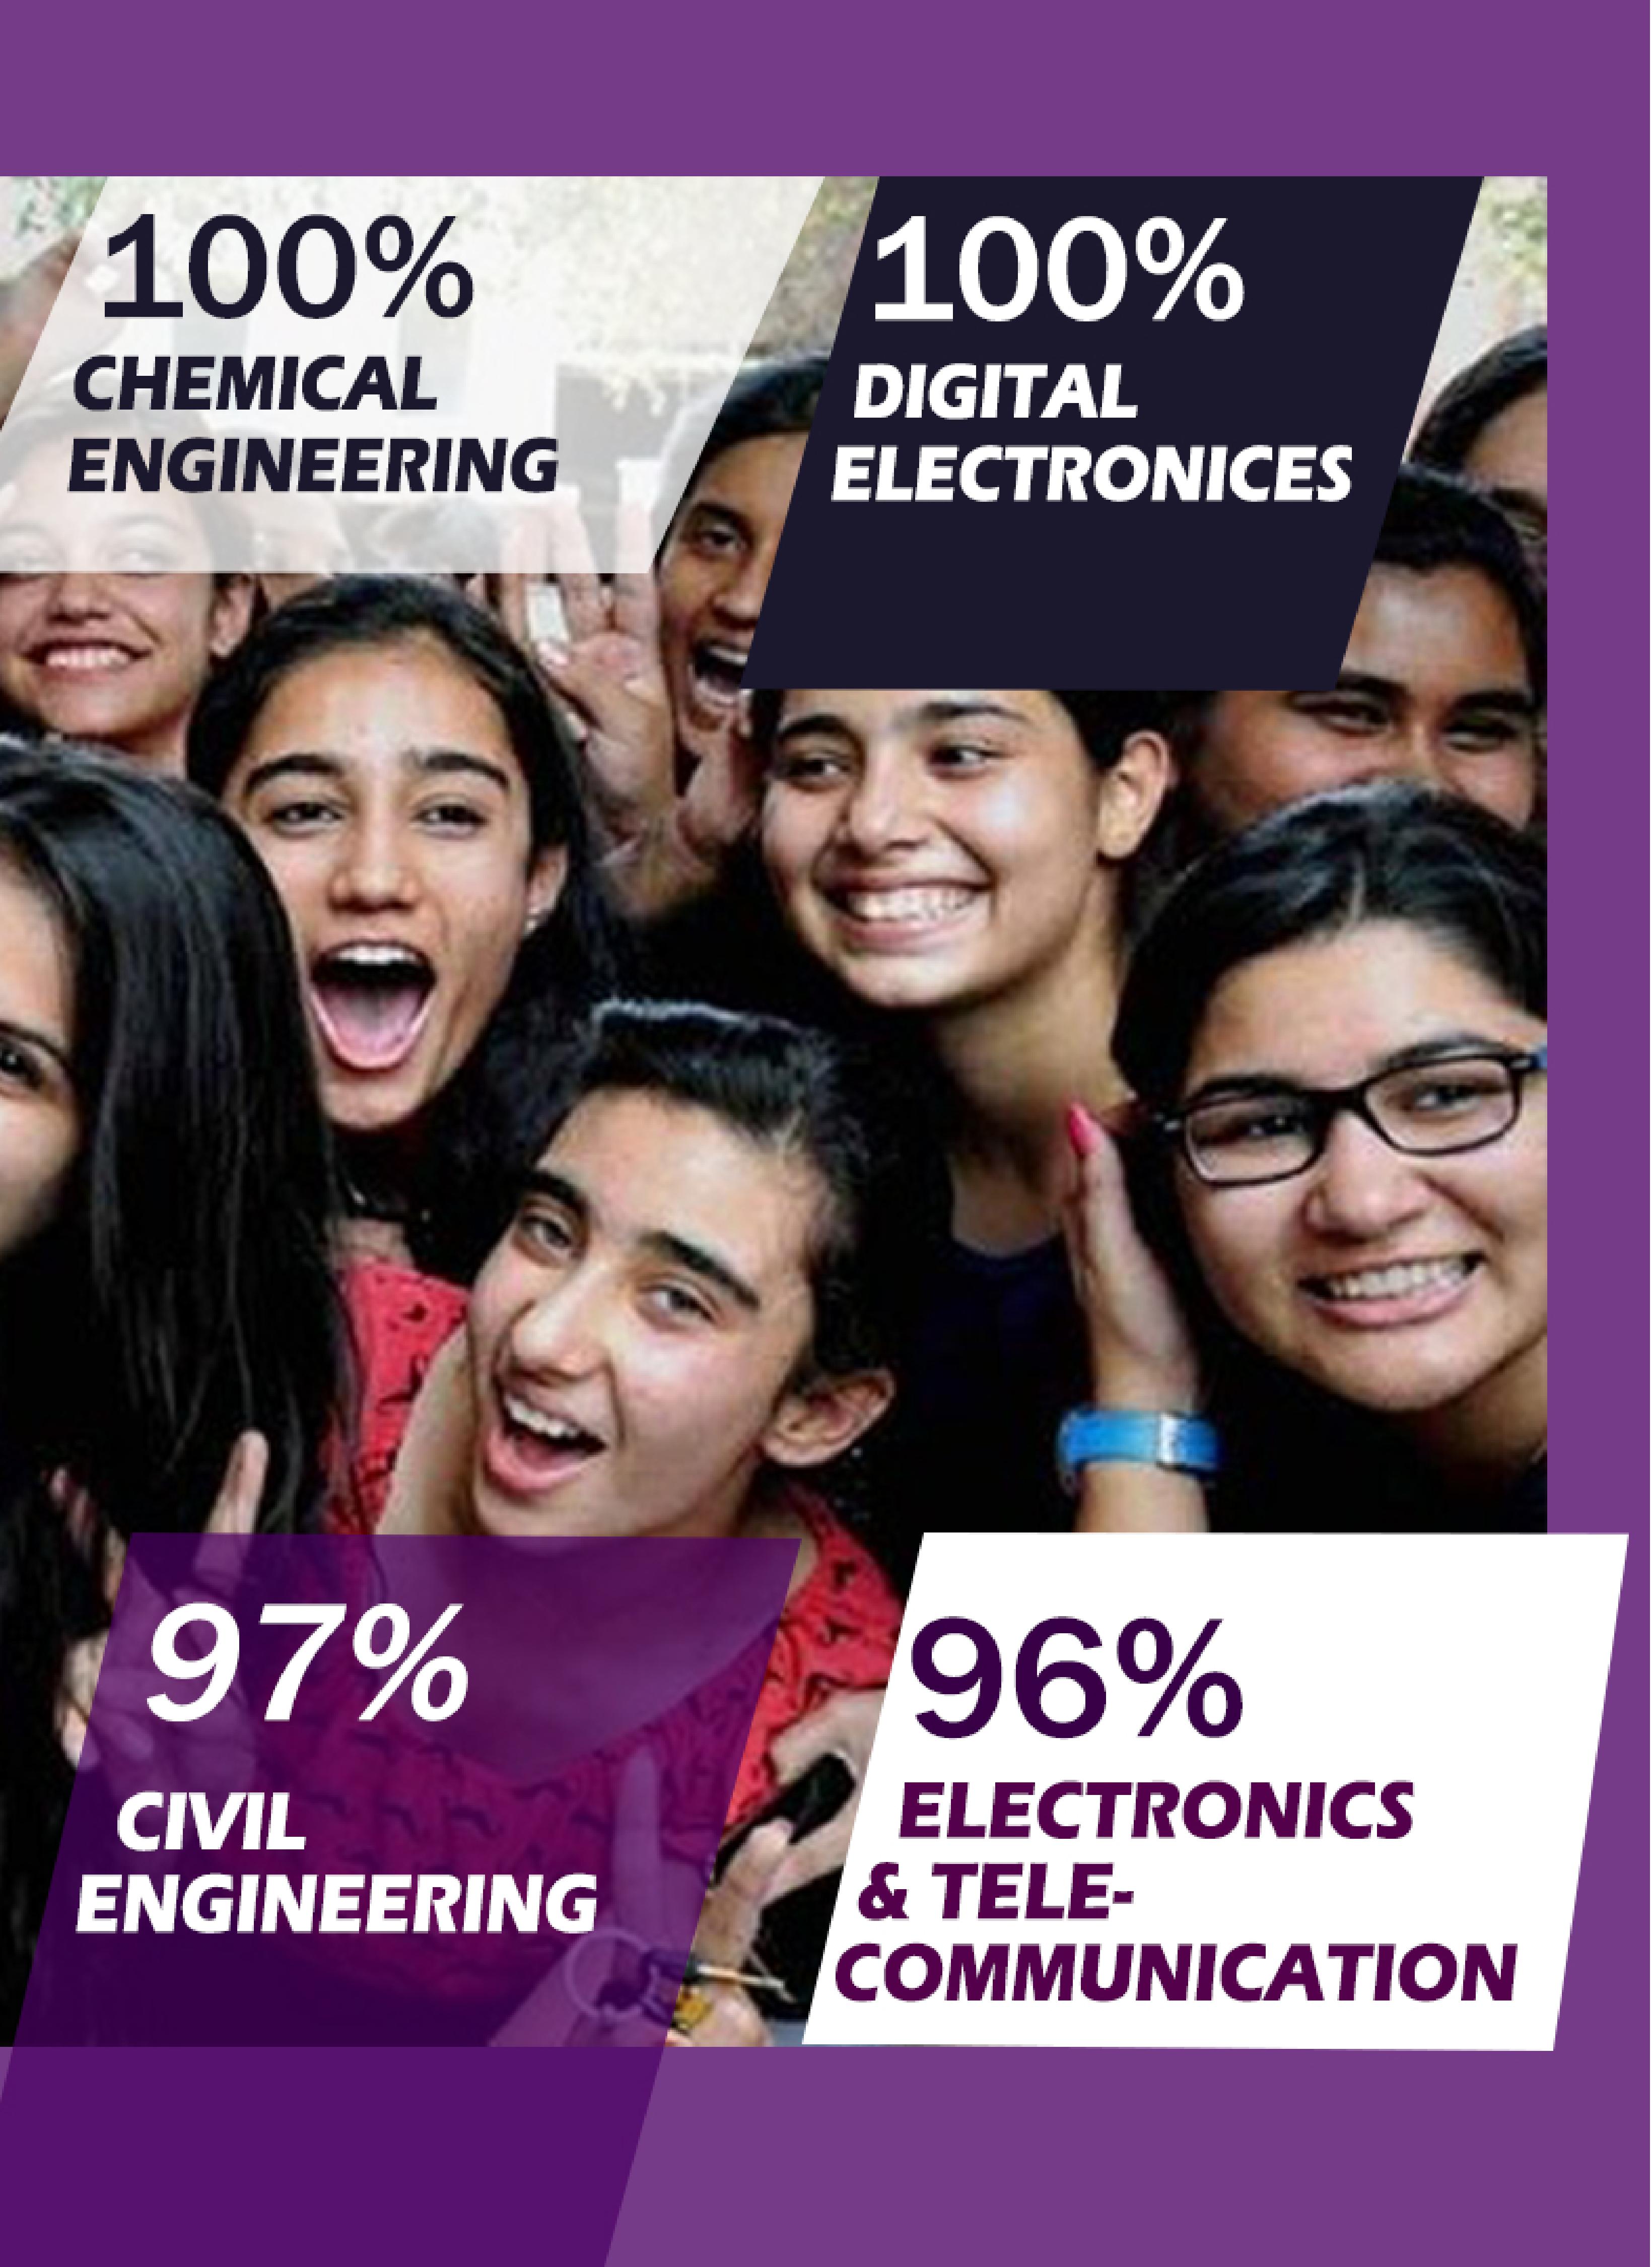 100%
CHEMICAL
ENGINEERING
100%
DIGITAL
ELECTRONICES
97%
CIVIL
ENGINEERING
96%
ELECTRONICS
& TELE-
COMMUNICATION